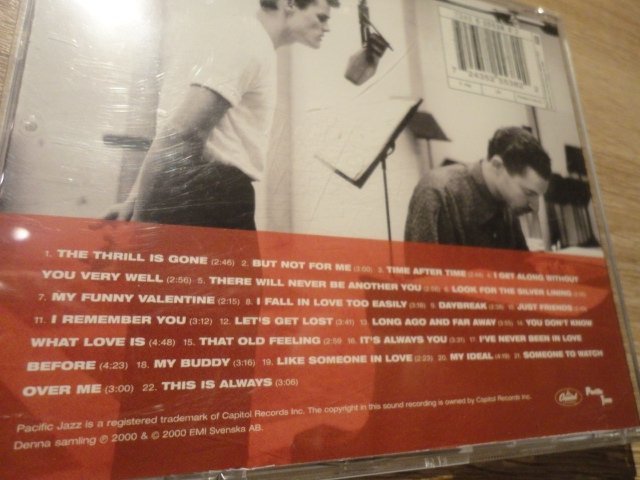 1. THE THRILL IS GONE (2:46) 2. BUT NOT FOR ME (3:00) 3. TIME AFTER TIME 4. I GET ALONG WITHOUT
YOU VERY WELL (2:56) 5. THERE WILL NEVER BE ANOTHER YOU 6. LOOK FOR THE SILVER LINING
7. MY FUNNY VALENTINE (2:15) 8. I FALL IN LOVE TOO EASILY 9. DAYBREAK 10. JUST FRIENDS
11. I REMEMBER YOU (3:12) 12. LET'S GET LOST (3:41) 13. LONG AGO AND FAR AWAY 14. YOU DON'T KNOW
WHAT LOVE IS (4:48) 15. THAT OLD FEELING 16. IT'S ALWAYS YOU 17. I'VE NEVER BEEN IN LOVE
BEFORE (4:23) 18. MY BUDDY (3:16) 19. LIKE SOMEONE IN LOVE (2:23) 20. MY IDEAL 21. SOMEONE TO WATCH
OVER ME (3:00) 22. THIS IS ALWAYS (3:06)
Pacific Jazz is a registered trademark of Capitol Records Inc. The copyright in this sound recording is owned by Capitol Records Inc.
Denna samling ℗ 2000 & © 2000 EMI Svenska AB.
Capitol
Pacific
Jazz